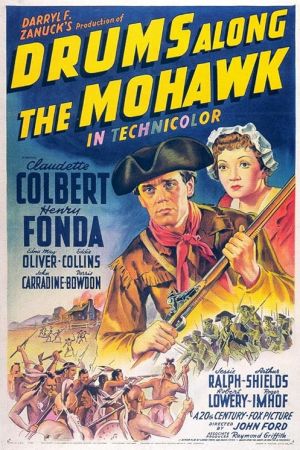 DARRYL F.
ZANUCK'S Production of
DRUMS ALONG
THE MOHAWK
IN TECHNICOLOR
Claudette
COLBERT
Henry
FONDA
Edna May Eddie
OLIVER·COLLINS
John Dorris
CARRADINE·BOWDON
Jessie Arthur
RALPH·SHIELDS
Robert Roger
LOWERY·IMHOF
A 20TH CENTURY-FOX PICTURE
DIRECTED BY JOHN FORD
ASSOCIATE PRODUCER Raymond Griffith